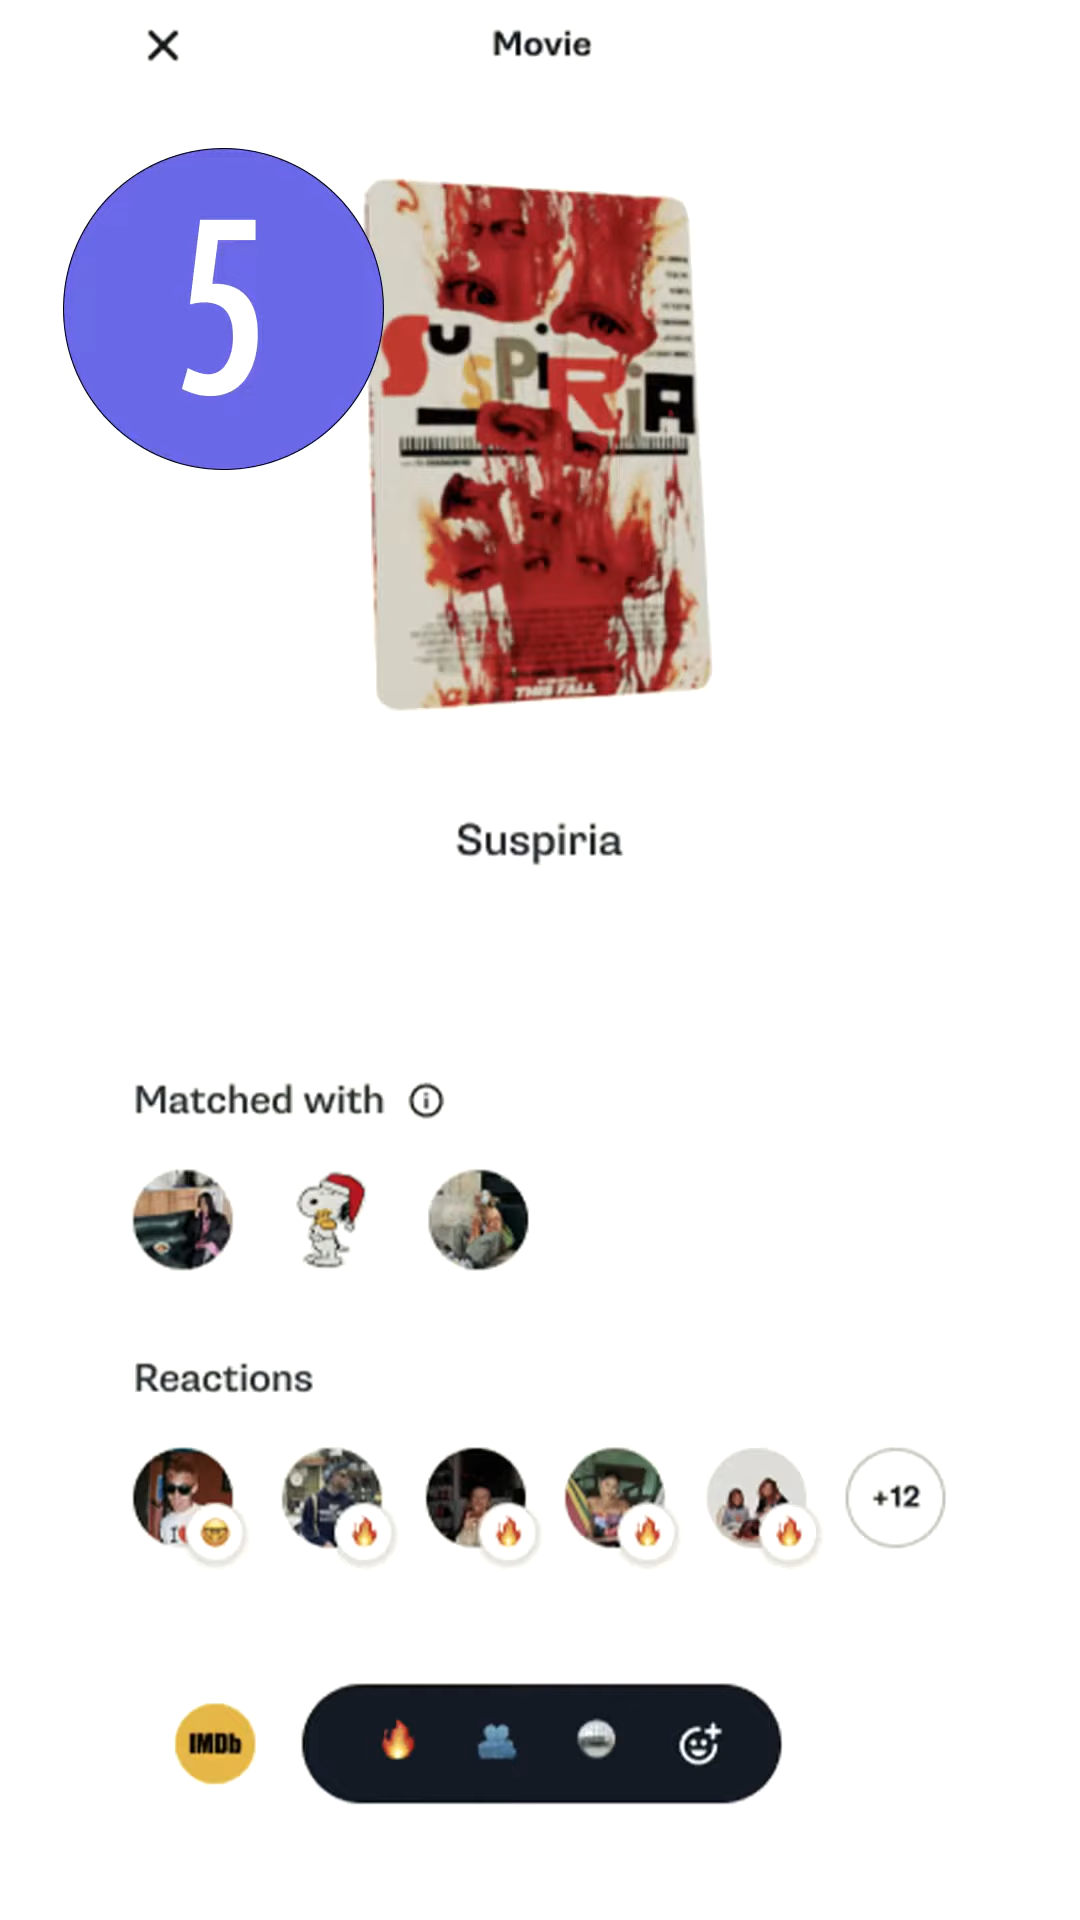 Movie
5
SUSPiRiA
THIS FALL
Suspiria
Matched with
Reactions
I
+12
IMDb